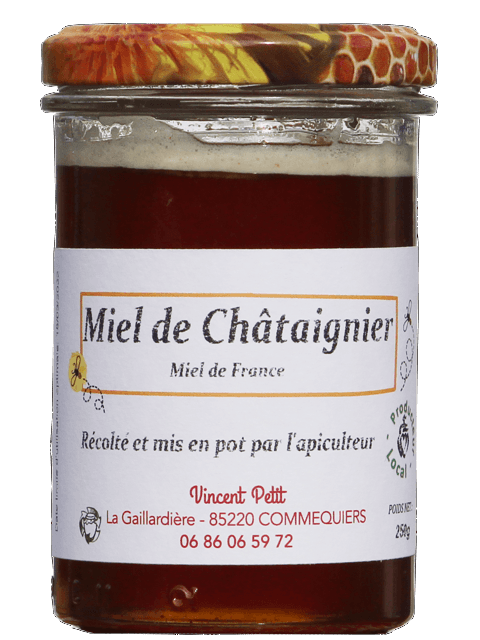 Miel de Châtaignier
Miel de France
Récolté et mis en pot par l'apiculteur
Vincent Petit
La Gaillardière - 85220 COMMEQUIERS
06 86 06 59 72
Local
POIDS NET
250g